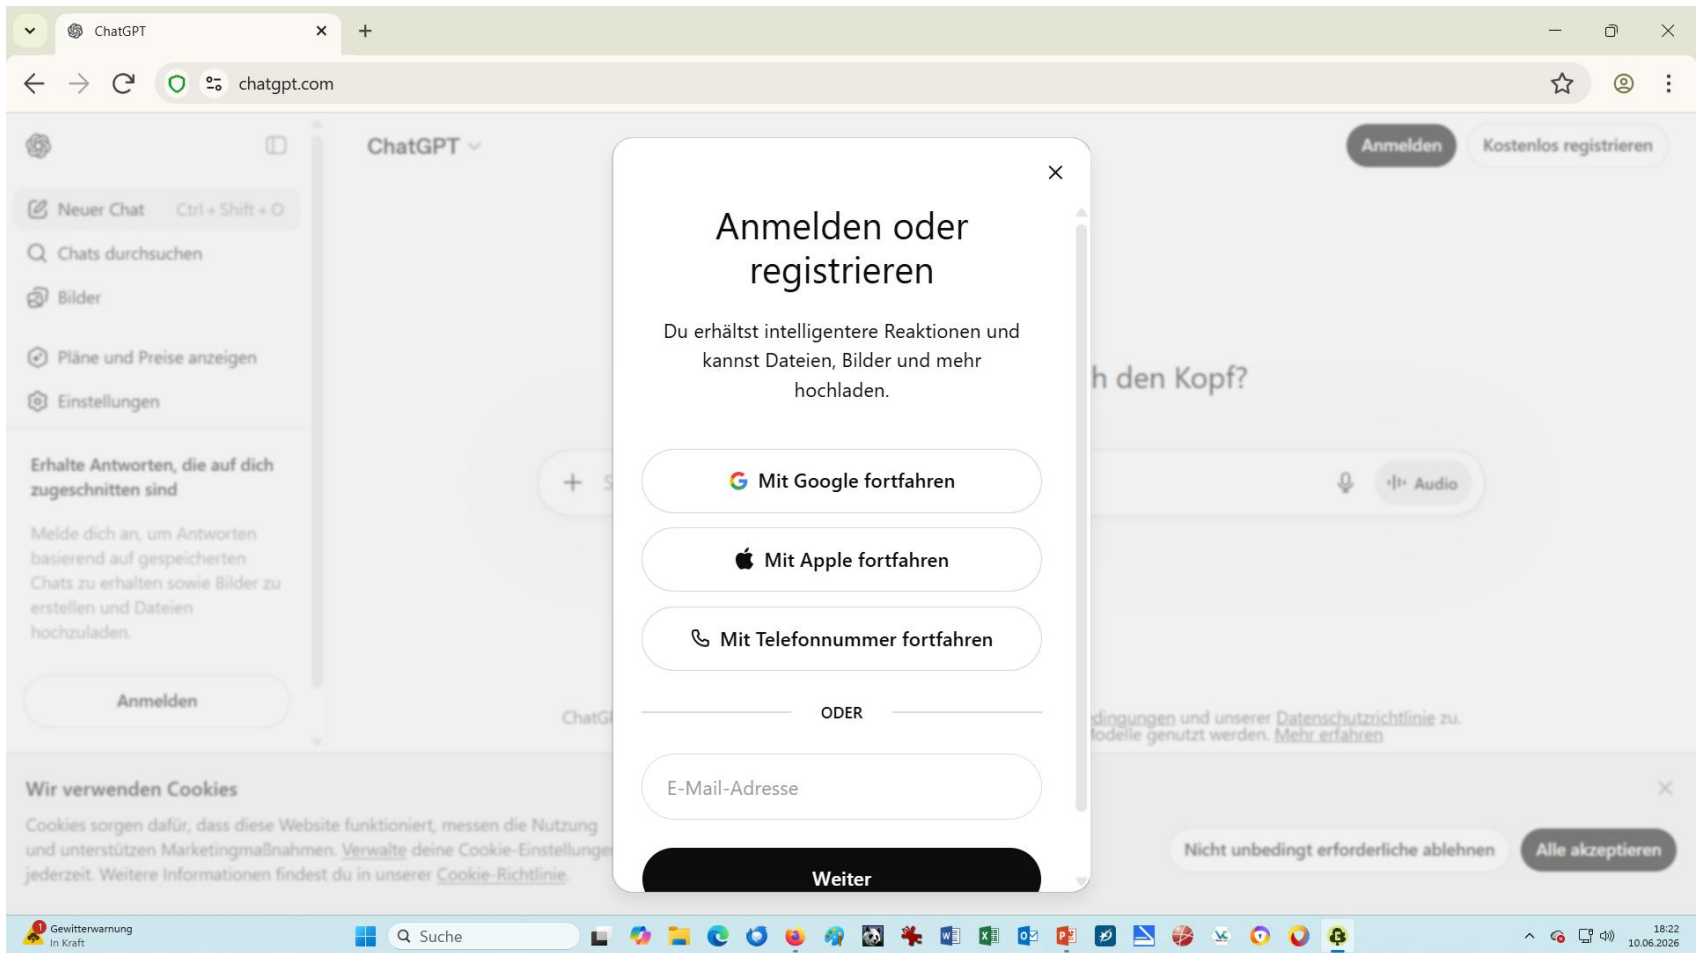 ChatGPT
chatgpt.com
ChatGPT
Anmelden
Kostenlos registrieren
Neuer Chat Ctrl + Shift + O
Chats durchsuchen
Bilder
Pläne und Preise anzeigen
Einstellungen
Erhalte Antworten, die auf dich
zugeschnitten sind
Melde dich an, um Antworten
basierend auf gespeicherten
Chats zu erhalten sowie Bilder zu
erstellen und Dateien
hochzuladen.
Anmelden
Anmelden oder
registrieren
Du erhältst intelligentere Reaktionen und
kannst Dateien, Bilder und mehr
hochladen.
Mit Google fortfahren
Mit Apple fortfahren
Mit Telefonnummer fortfahren
ODER
E-Mail-Adresse
Weiter
h den Kopf?
Audio
und unserer Datenschutzrichtlinie zu.
genutzt werden. Mehr erfahren
Wir verwenden Cookies
Cookies sorgen dafür, dass diese Website funktioniert, messen die Nutzung
und unterstützen Marketingmaßnahmen. Verwalte deine Cookie-Einstellunge
jederzeit. Weitere Informationen findest du in unserer Cookie-Richtlinie.
Nicht unbedingt erforderliche ablehnen
Alle akzeptieren
1
Gewitterwarnung
In Kraft
Suche
18:22
10.06.2026